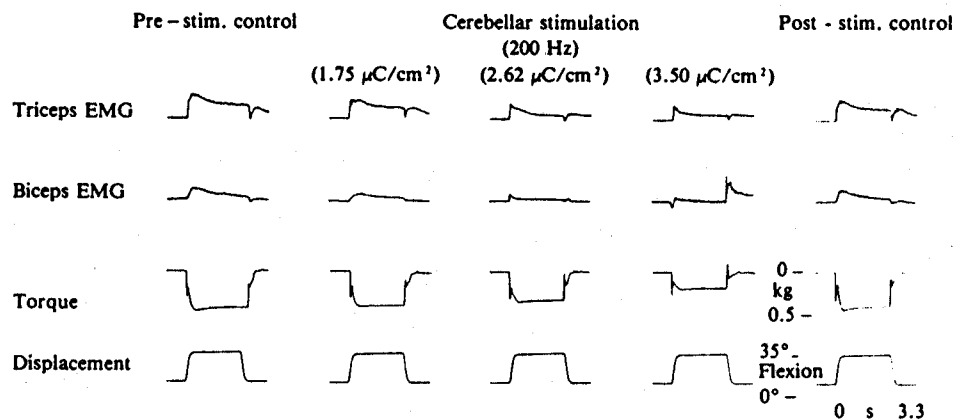 Pre – stim. control
Cerebellar stimulation
Post - stim. control
(200 Hz)
(1.75 µC/cm²)
(2.62 µC/cm²)
(3.50 µC/cm²)
Triceps EMG
Biceps EMG
0 –
kg
0.5 –
Torque
Displacement
35° –
Flexion
0° –
0 s 3.3